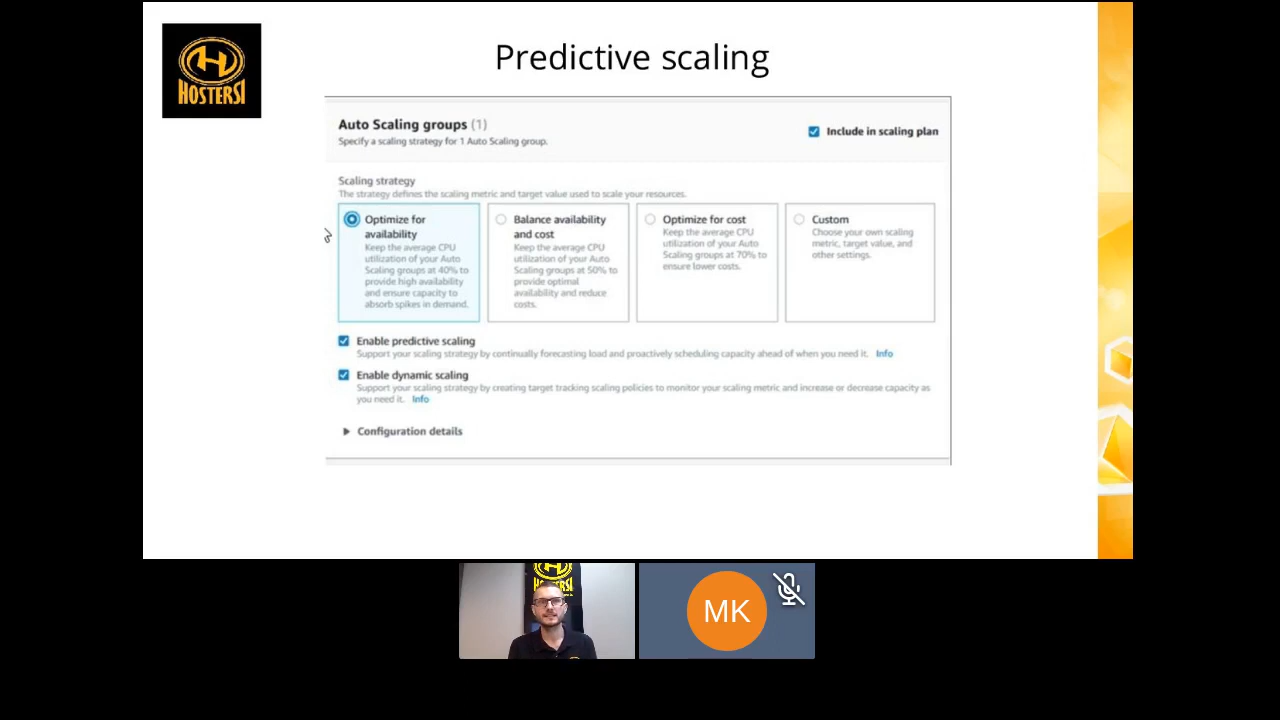 HOSTERSI
Predictive scaling
Auto Scaling groups (1)
Specify a scaling strategy for 1 Auto Scaling group.
Include in scaling plan
Scaling strategy
The strategy defines the scaling metric and target value used to scale your resources.
Optimize for
availability
Keep the average CPU
utilization of your Auto
Scaling groups at 40% to
provide high availability
and ensure capacity to
absorb spikes in demand.
Balance availability
and cost
Keep the average CPU
utilization of your Auto
Scaling groups at 50% to
provide optimal
availability and reduce
costs.
Optimize for cost
Keep the average CPU
utilization of your Auto
Scaling groups at 70% to
ensure lower costs.
Custom
Choose your own scaling
metric, target value, and
other settings.
Enable predictive scaling
Support your scaling strategy by continually forecasting load and proactively scheduling capacity ahead of when you need it. Info
Enable dynamic scaling
Support your scaling strategy by creating target tracking scaling policies to monitor your scaling metric and increase or decrease capacity as
you need it. Info
Configuration details
HOSTERSI
MK